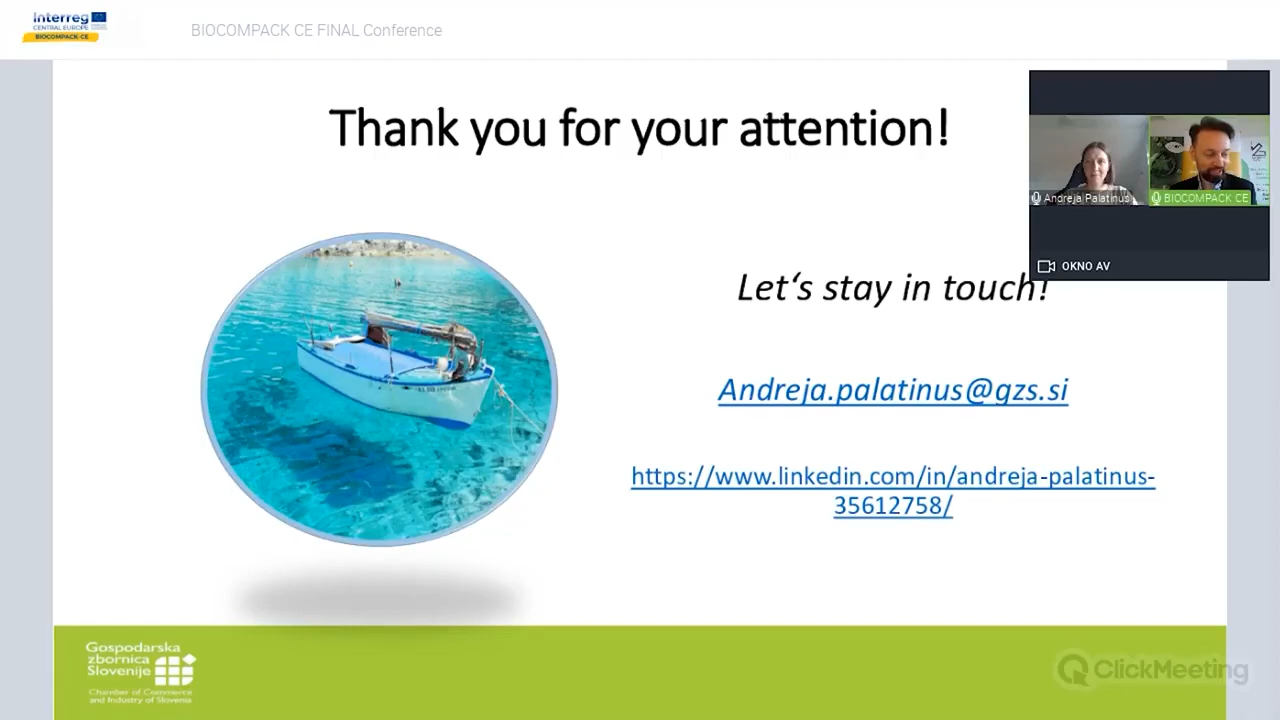 Interreg
CENTRAL EUROPE
BIOCOMPACK-CE
BIOCOMPACK CE FINAL Conference
Thank you for your attention!
Andreja Palatinus
BIOCOMPACK CE
OKNO AV
Let‘s stay in touch!
Andreja.palatinus@gzs.si
https://www.linkedin.com/in/andreja-palatinus-
35612758/
Gospodarska
zbornica
Slovenije
Chamber of Commerce
and Industry of Slovenia
ClickMeeting